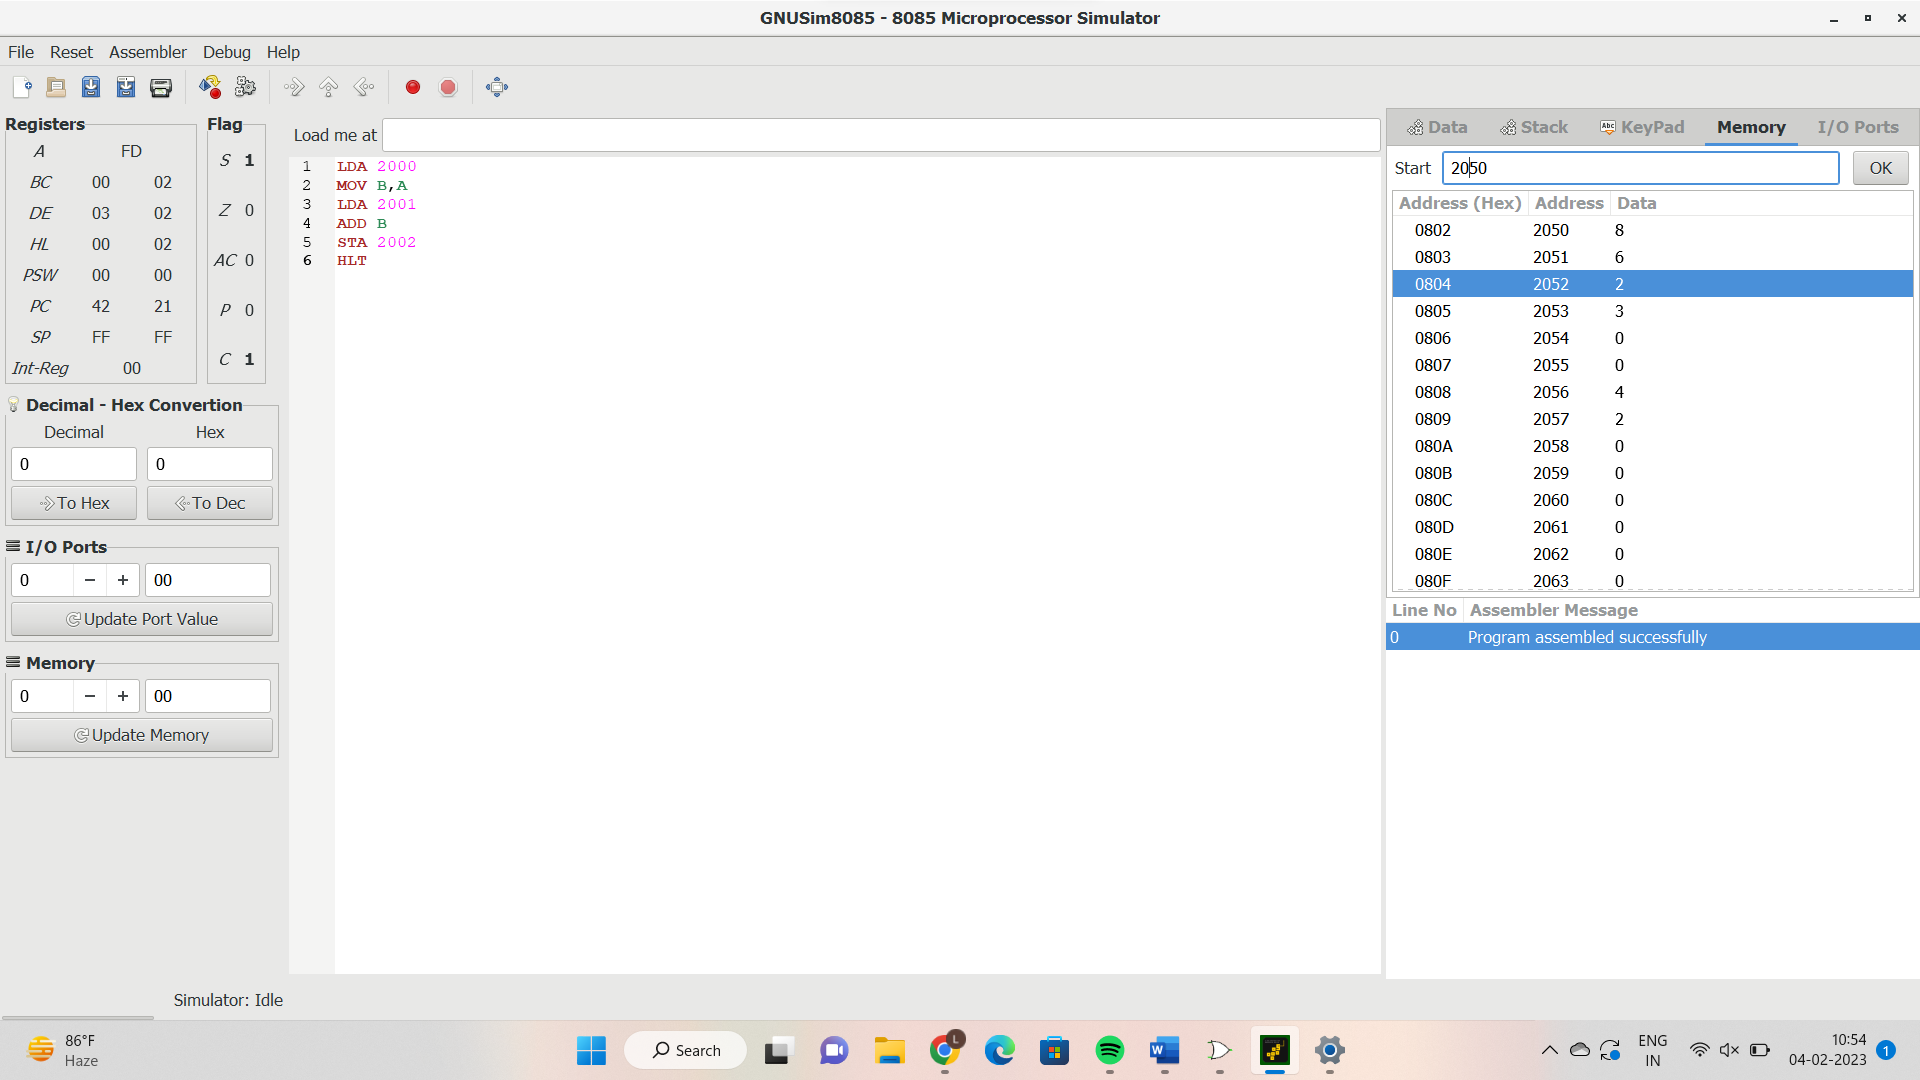 GNUSim8085 - 8085 Microprocessor Simulator
File Reset Assembler Debug Help
Registers
A FD
BC 00 02
DE 03 02
HL 00 02
PSW 00 00
PC 42 21
SP FF FF
Int-Reg 00
Flag
S 1
Z 0
AC 0
P 0
C 1
Decimal - Hex Convertion
Decimal Hex
0 0
To Hex To Dec
I/O Ports
0 − + 00
Update Port Value
Memory
0 − + 00
Update Memory
Load me at
1 LDA 2000
2 MOV B,A
3 LDA 2001
4 ADD B
5 STA 2002
6 HLT
Data Stack Abc KeyPad Memory I/O Ports
Start 2050 OK
Address (Hex) Address Data
0802 2050 8
0803 2051 6
0804 2052 2
0805 2053 3
0806 2054 0
0807 2055 0
0808 2056 4
0809 2057 2
080A 2058 0
080B 2059 0
080C 2060 0
080D 2061 0
080E 2062 0
080F 2063 0
Line No Assembler Message
0 Program assembled successfully
Simulator: Idle
86°F
Haze
Search
L
W
ENG
IN
10:54
04-02-2023
1